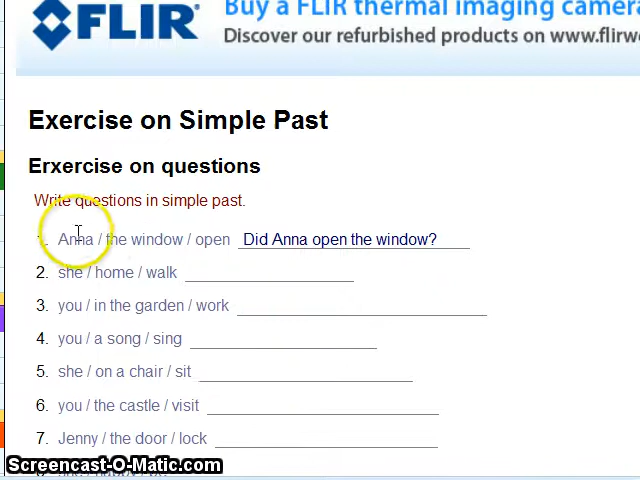 FLIR
Buy a FLIR thermal imaging camera
Discover our refurbished products on www.flirw
Exercise on Simple Past
Erxercise on questions
Write questions in simple past.
1. Anna / the window / open Did Anna open the window?
2. she / home / walk
3. you / in the garden / work
4. you / a song / sing
5. she / on a chair / sit
6. you / the castle / visit
7. Jenny / the door / lock
Screencast-O-Matic.com